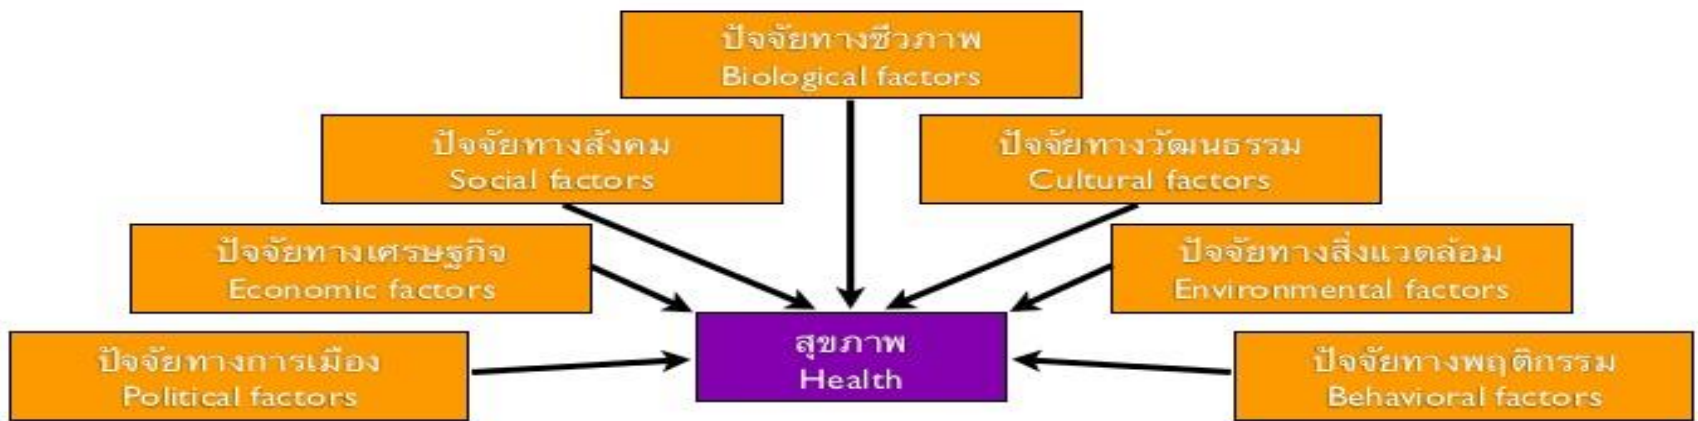 ปัจจัยทางชีวภาพ
Biological factors
ปัจจัยทางสังคม
Social factors
ปัจจัยทางวัฒนธรรม
Cultural factors
ปัจจัยทางเศรษฐกิจ
Economic factors
ปัจจัยทางสิ่งแวดล้อม
Environmental factors
ปัจจัยทางการเมือง
Political factors
สุขภาพ
Health
ปัจจัยทางพฤติกรรม
Behavioral factors